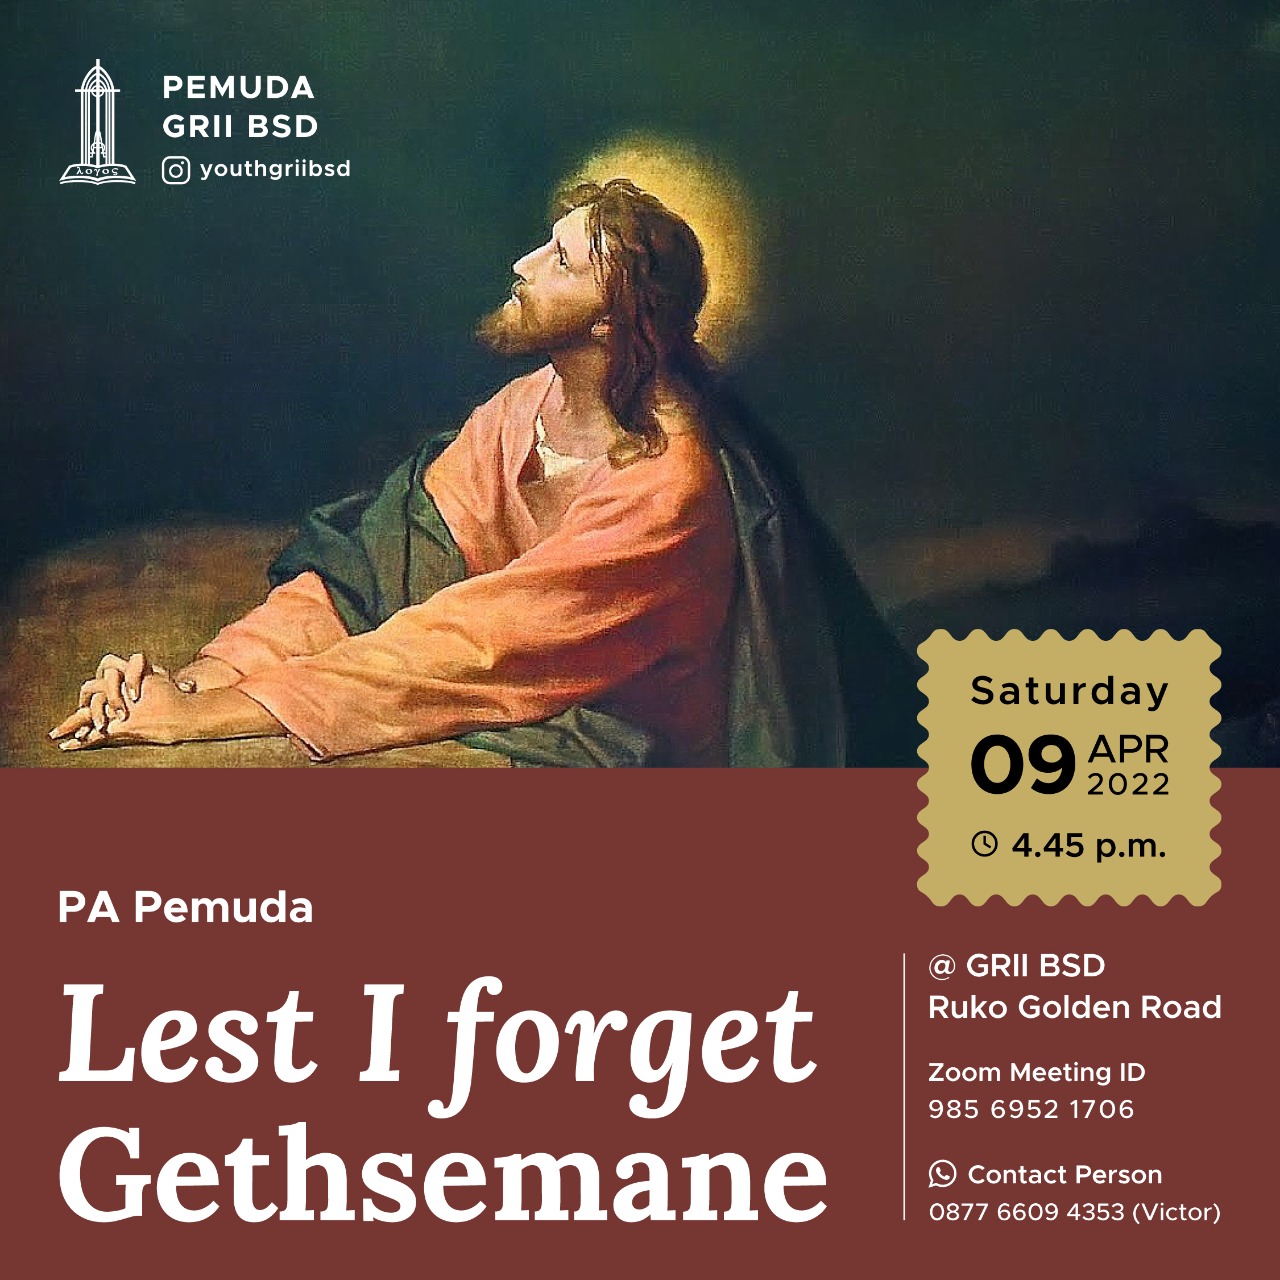 PEMUDA
GRII BSD
youthgriibsd
λογος
Saturday
09 APR
2022
4.45 p.m.
PA Pemuda
Lest I forget
Gethsemane
@ GRII BSD
Ruko Golden Road
Zoom Meeting ID
985 6952 1706
Contact Person
0877 6609 4353 (Victor)